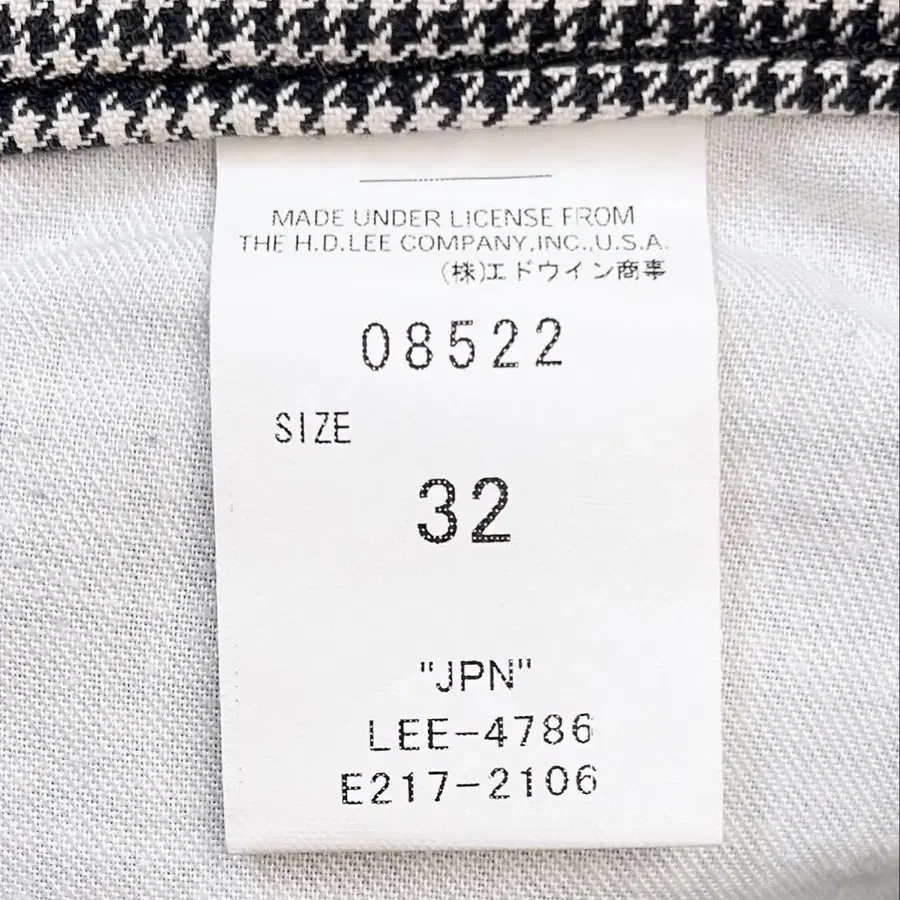 MADE UNDER LICENSE FROM
THE H.D.LEE COMPANY,INC.,U.S.A.
(株)エドウイン商事
08522
SIZE
32
"JPN"
LEE-4786
E217-2106